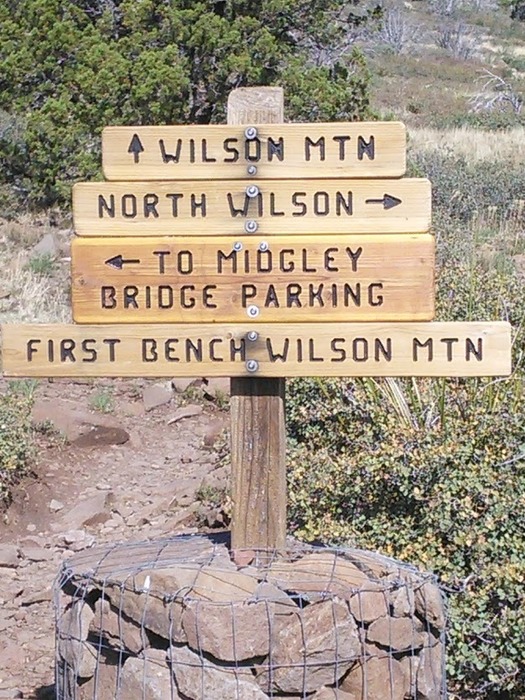 ↑ WILSON MTN
NORTH WILSON →
← TO MIDGLEY
BRIDGE PARKING
FIRST BENCH WILSON MTN